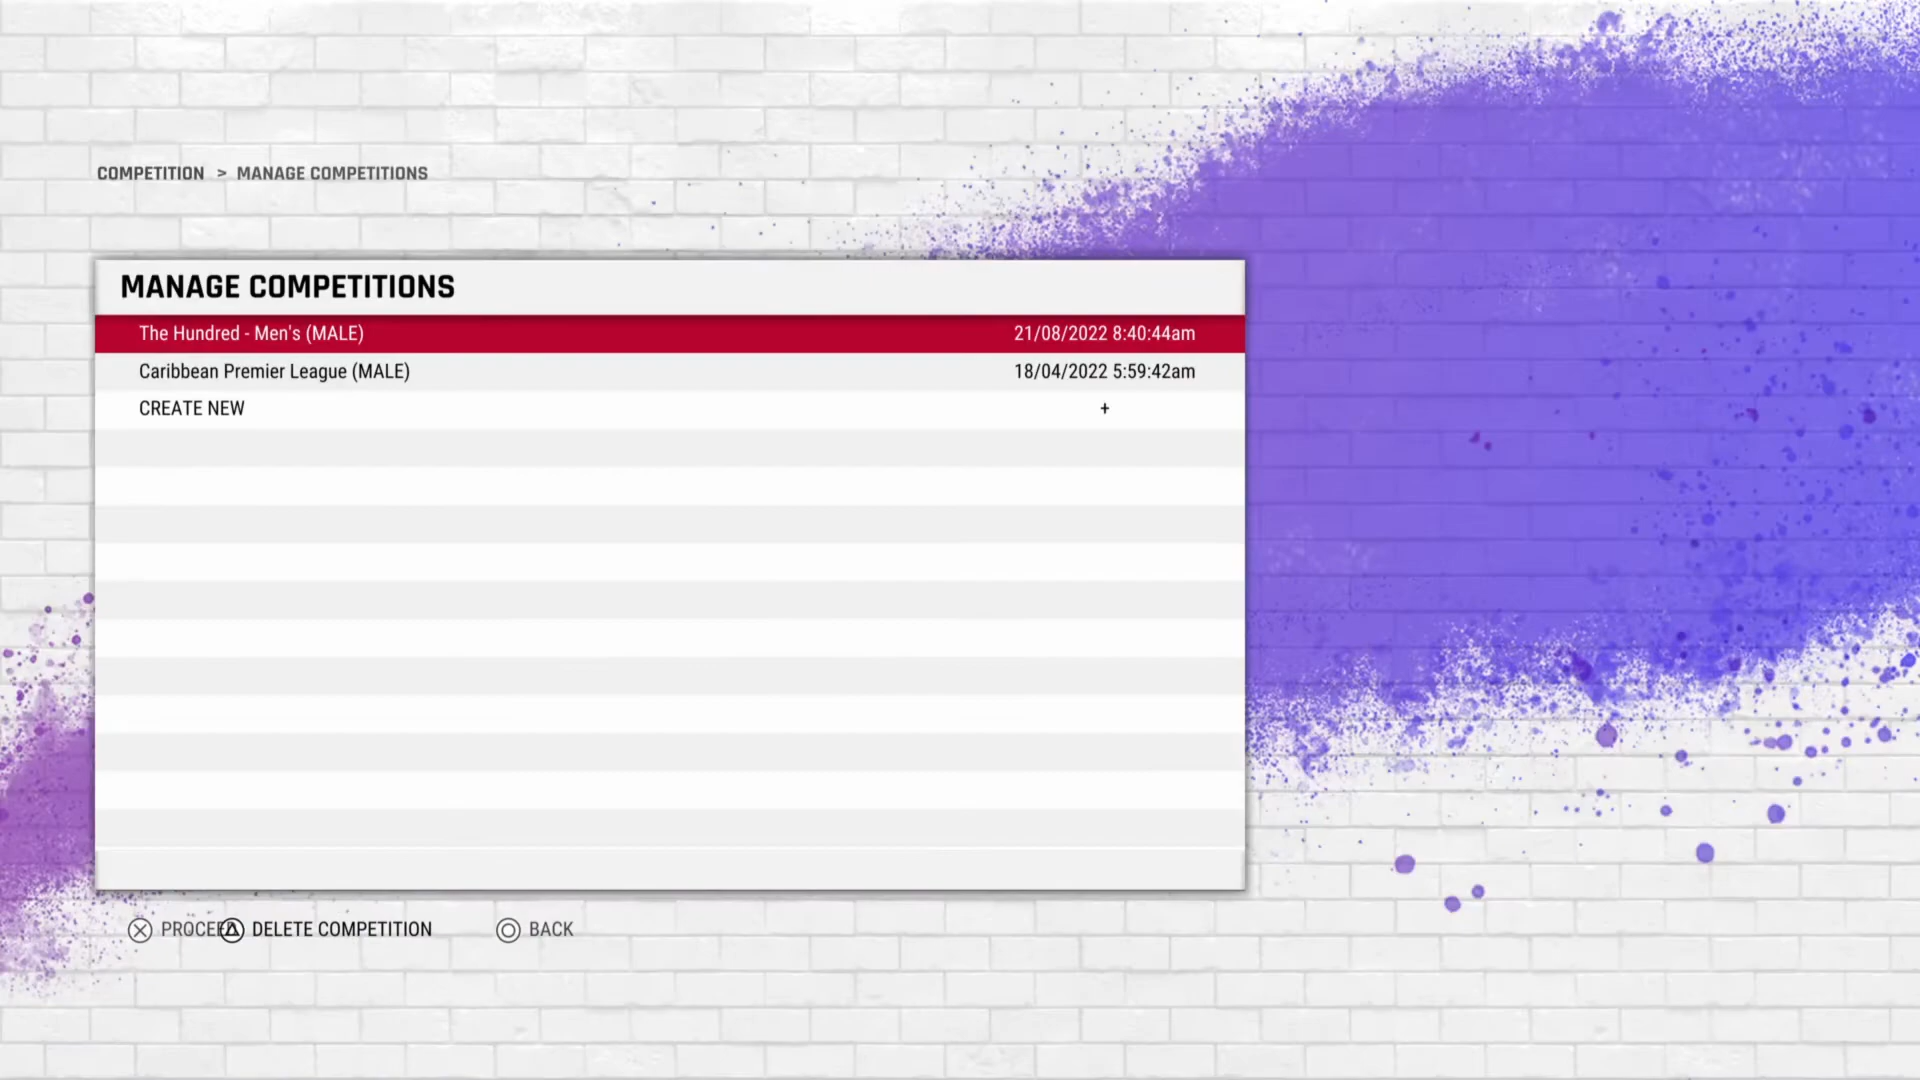 COMPETITION > MANAGE COMPETITIONS
MANAGE COMPETITIONS
The Hundred - Men's (MALE) 21/08/2022 8:40:44am
Caribbean Premier League (MALE) 18/04/2022 5:59:42am
CREATE NEW +
PROCEED DELETE COMPETITION BACK